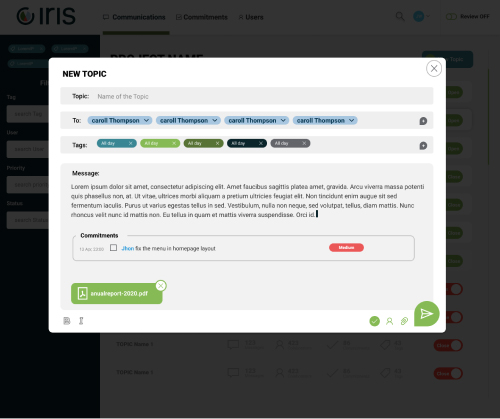 IRIS
Communications
Commitments
Users
Review OFF
PROJECT NAME
Tag
User
Priority
Status
NEW TOPIC
Topic: Name of the Topic
To: caroll Thompson caroll Thompson caroll Thompson caroll Thompson
Tags: All day All day All day All day All day
Message:
Lorem ipsum dolor sit amet, consectetur adipiscing elit. Amet faucibus sagittis platea amet, gravida. Arcu viverra massa potenti
quis phasellus non, at. Ut vitae, ultrices morbi aliquam a pretium ultricies feugiat elit. Non tincidunt enim augue sit sed
fermentum iaculis. Purus ut varius egestas tellus in sed. Vestibulum, nulla non neque, sed volutpat, tellus, diam mattis. Nunc
rhoncus velit nunc id mattis non. Eu tellus in quam et mattis viverra suspendisse. Orci id.
Commitments
Jhon fix the menu in homepage layout
Medium
anualreport-2020.pdf
TOPIC Name 1
TOPIC Name 1